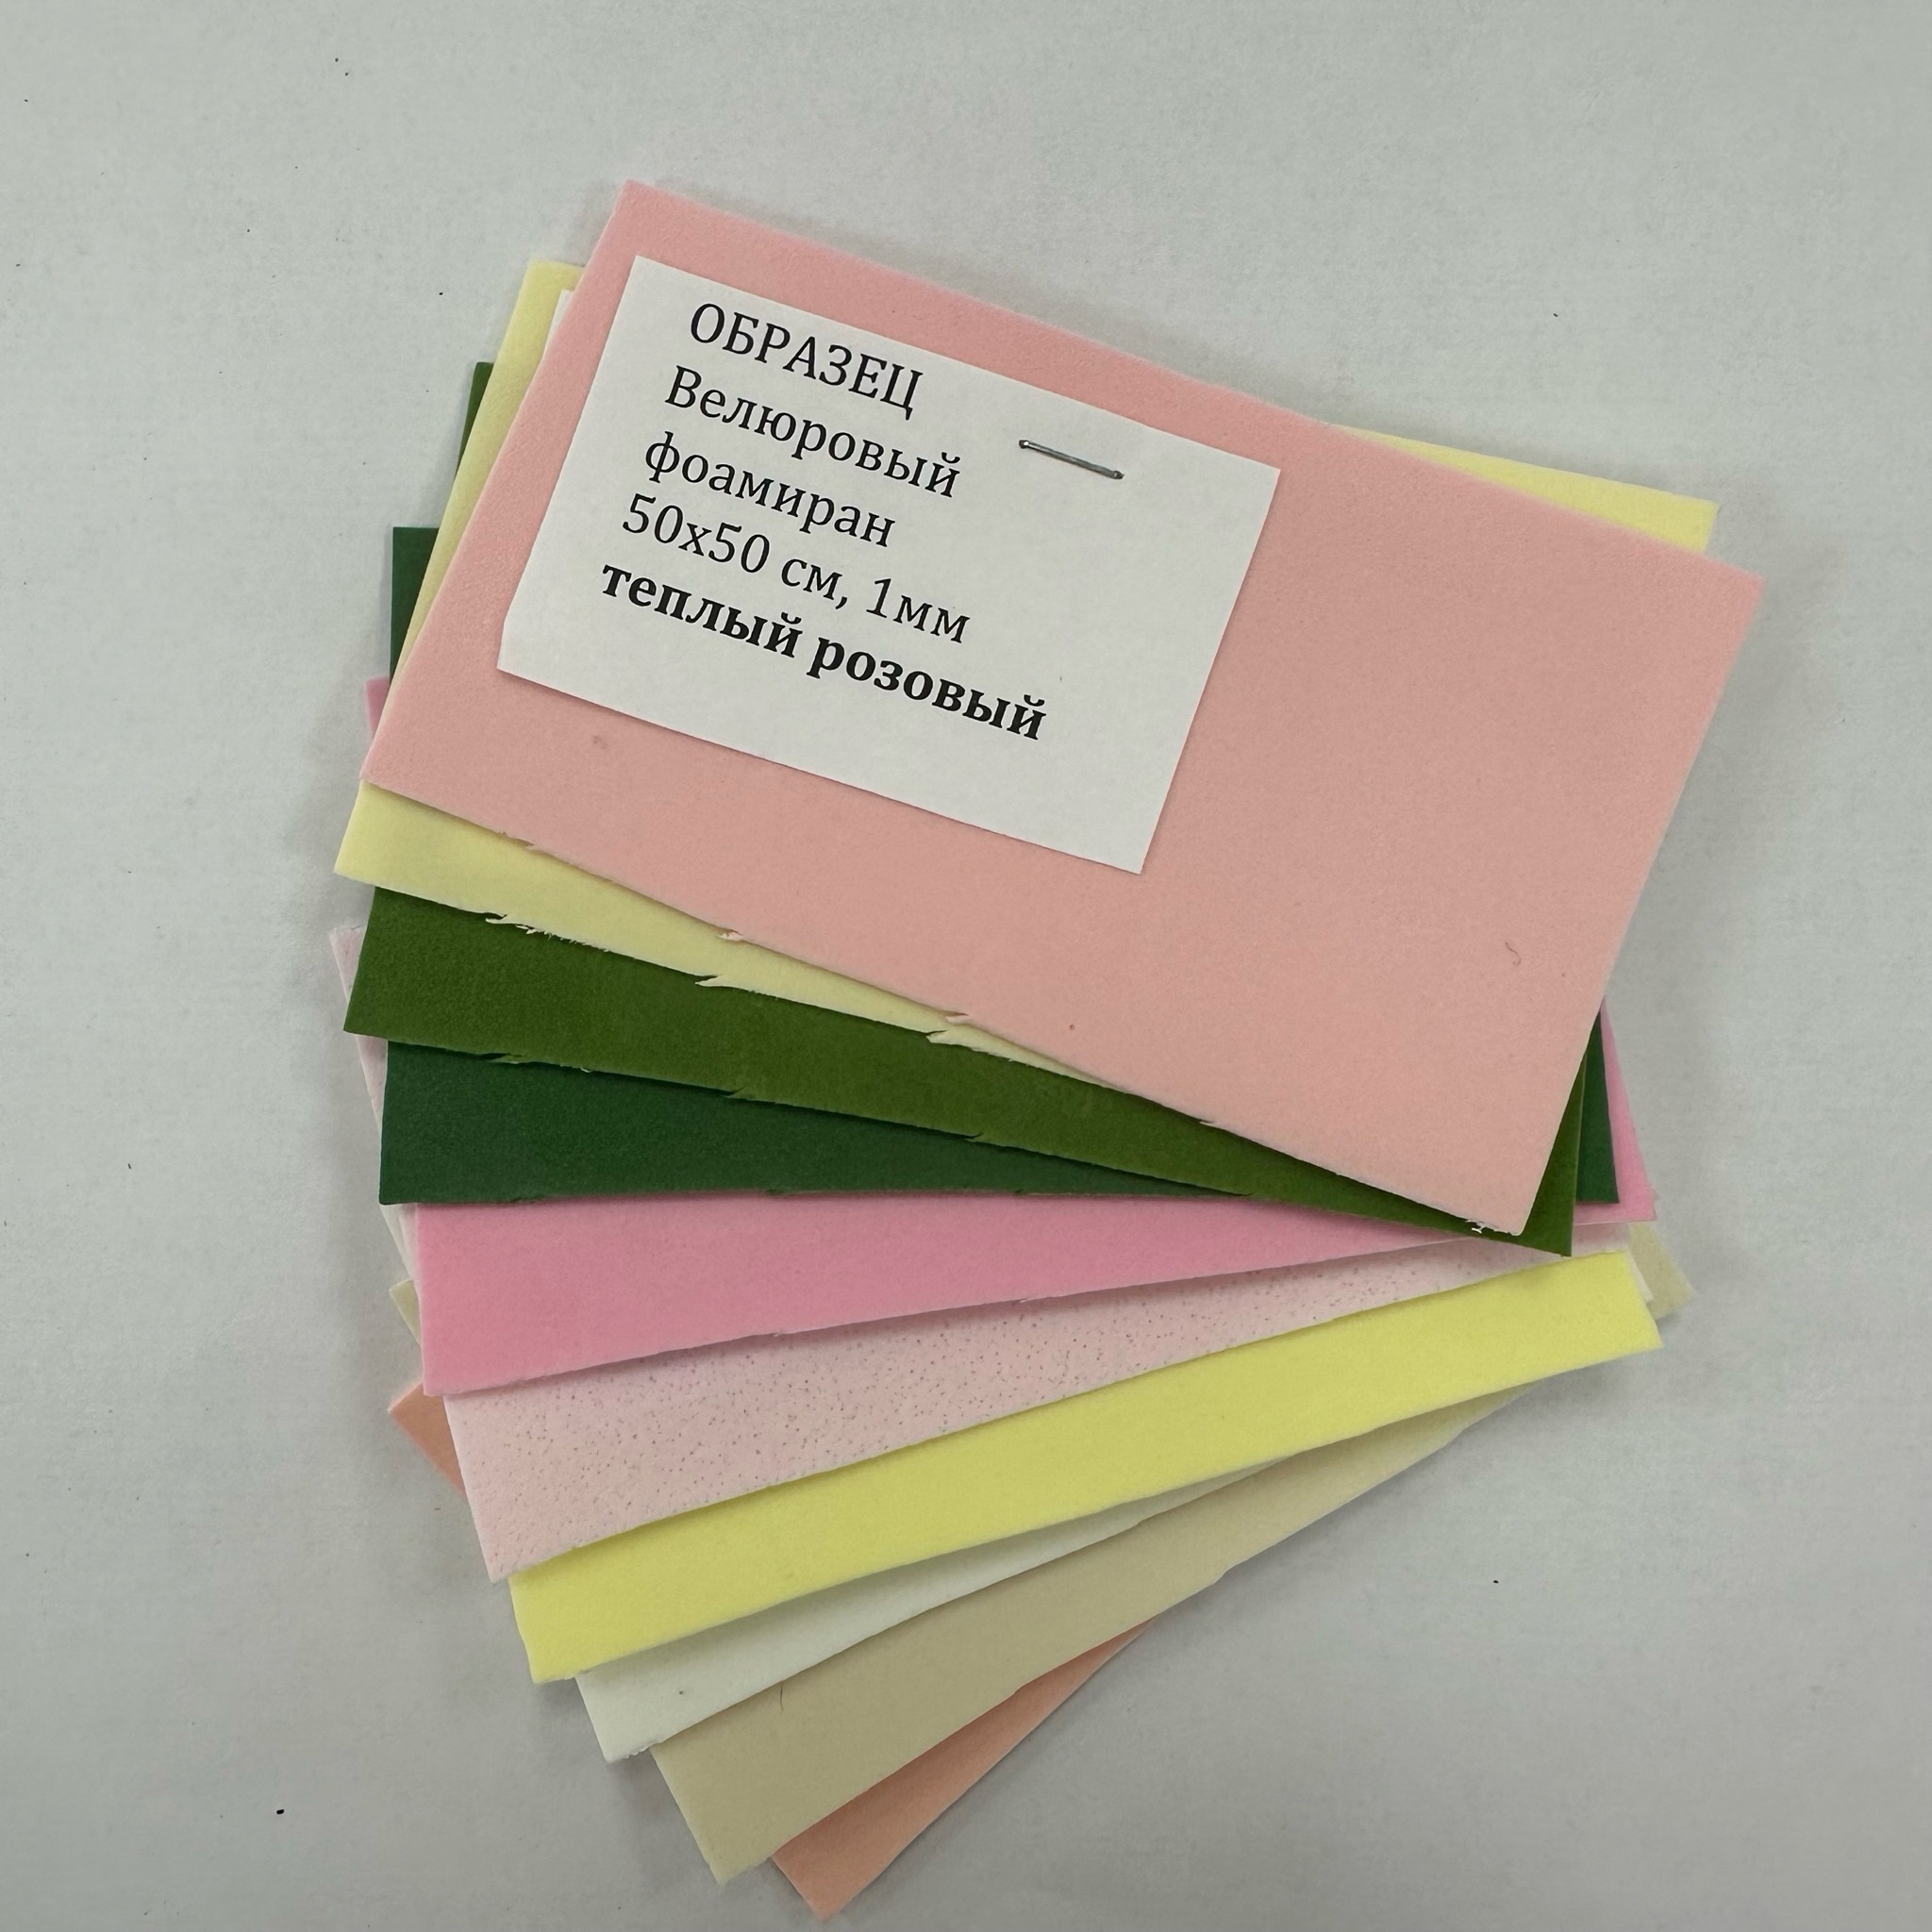 ОБРАЗЕЦ
Велюровый
фоамиран
50х50 см, 1мм
теплый розовый